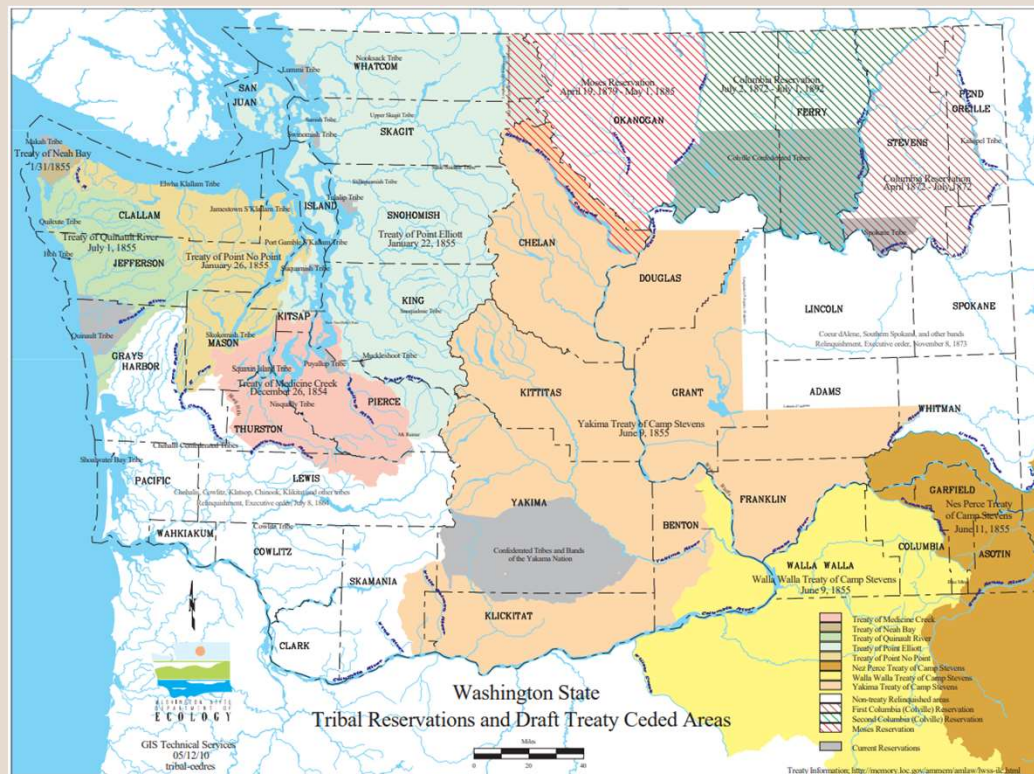 Nooksack Tribe
WHATCOM
Lummi Tribe
SAN
JUAN
Upper Skagit Tribe
SKAGIT
Swinomish Tribe
Moses Reservation
April 19, 1879 - May 1, 1885
OKANOGAN
Columbia Reservation
July 2, 1872 - July 1, 1892
FERRY
PEND
OREILLE
STEVENS
Kalispel Tribe
Colville Confederated Tribes
Columbia Reservation
April 1872 - July, 1872
Spokane Tribe
Makah Tribe
Treaty of Neah Bay
1/31/1855
Elwha Klallam Tribe
CLALLAM
Jamestown S'Klallam Tribe
ISLAND
Tulalip Tribe
Quileute Tribe
Treaty of Quinault River
July 1, 1855
JEFFERSON
Hoh Tribe
Port Gamble S'Klallam Tribe
Treaty of Point No Point
January 26, 1855
Suquamish Tribe
SNOHOMISH
Treaty of Point Elliott
January 22, 1855
CHELAN
DOUGLAS
KING
Snoqualmie Tribe
KITSAP
LINCOLN
SPOKANE
Coeur dAlene, Southern Spokane, and other bands
Relinquishment, Executive order, November 8, 1873
Quinault Tribe
Skokomish Tribe
MASON
GRAYS
HARBOR
Muckleshoot Tribe
Puyallup Tribe
Squaxin Island Tribe
Treaty of Medicine Creek
December 26, 1854
Nisqually Tribe
PIERCE
THURSTON
KITTITAS
GRANT
ADAMS
WHITMAN
Yakima Treaty of Camp Stevens
June 9, 1855
Mt. Rainier
Chehalis Confederated Tribes
Shoalwater Bay Tribe
PACIFIC
LEWIS
Chehalis, Cowlitz, Klatsop, Chinook, Klikitat and other tribes
YAKIMA
FRANKLIN
BENTON
GARFIELD
Nes Perce Treaty
of Camp Stevens
June 11, 1855
COLUMBIA
ASOTIN
WAHKIAKUM
Cowlitz Tribe
COWLITZ
Confederated Tribes and Bands
of the Yakama Nation
SKAMANIA
WALLA WALLA
Walla Walla Treaty of Camp Stevens
June 9, 1855
KLICKITAT
CLARK
Columbia River
N
WASHINGTON STATE
DEPARTMENT OF
ECOLOGY
GIS Technical Services
05/12/10
tribal-cedres
Washington State
Tribal Reservations and Draft Treaty Ceded Areas
Miles
0 20 40
Treaty of Medicine Creek
Treaty of Neah Bay
Treaty of Quinault River
Treaty of Point Elliott
Treaty of Point No Point
Nez Perce Treaty of Camp Stevens
Walla Walla Treaty of Camp Stevens
Yakima Treaty of Camp Stevens
Non-treaty Relinquished areas
First Columbia (Colville) Reservation
Second Columbia (Colville) Reservation
Moses Reservation
Current Reservations
Treaty Information; http://memory.loc.gov/ammem/amlaw/lwss-ilc.html